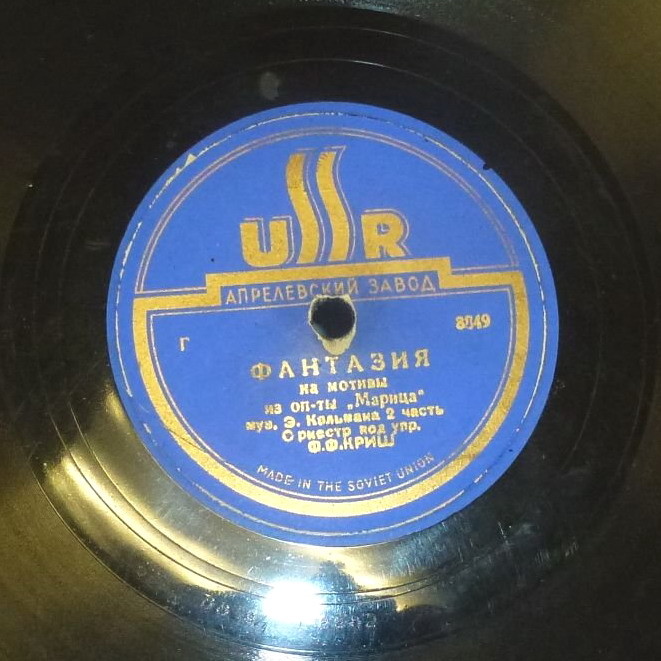 USSR
АПРЕЛЕВСКИЙ ЗАВОД
Г 8849
ФАНТАЗИЯ
на мотивы
из оп-ты „Марица"
муз. Э. Кальмана 2 часть
Оркестр под упр.
Ф.Ф.КРИШ
MADE IN THE SOVIET UNION